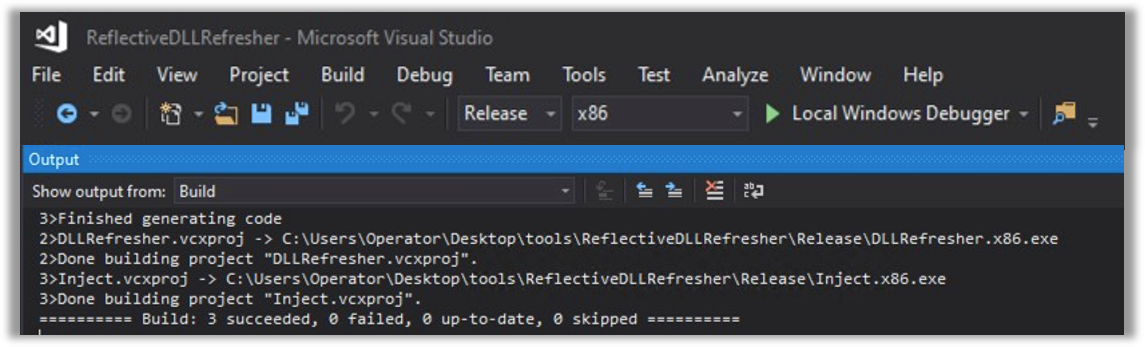 ReflectiveDLLRefresher - Microsoft Visual Studio
File Edit View Project Build Debug Team Tools Test Analyze Window Help
Release x86 Local Windows Debugger
Output
Show output from: Build
3>Finished generating code
2>DLLRefresher.vcxproj -> C:\Users\Operator\Desktop\tools\ReflectiveDLLRefresher\Release\DLLRefresher.x86.exe
2>Done building project "DLLRefresher.vcxproj".
3>Inject.vcxproj -> C:\Users\Operator\Desktop\tools\ReflectiveDLLRefresher\Release\Inject.x86.exe
3>Done building project "Inject.vcxproj".
========== Build: 3 succeeded, 0 failed, 0 up-to-date, 0 skipped ==========